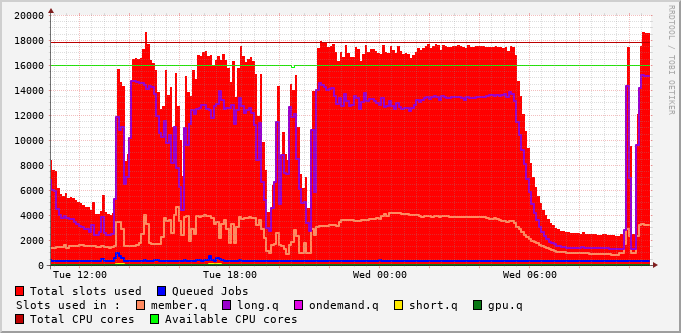 RRDTOOL / TOBI OETIKER
20000
18000
16000
14000
12000
10000
8000
6000
4000
2000
0
Tue 12:00 Tue 18:00 Wed 00:00 Wed 06:00
Total slots used Queued Jobs
Slots used in : member.q long.q ondemand.q short.q gpu.q
Total CPU cores Available CPU cores